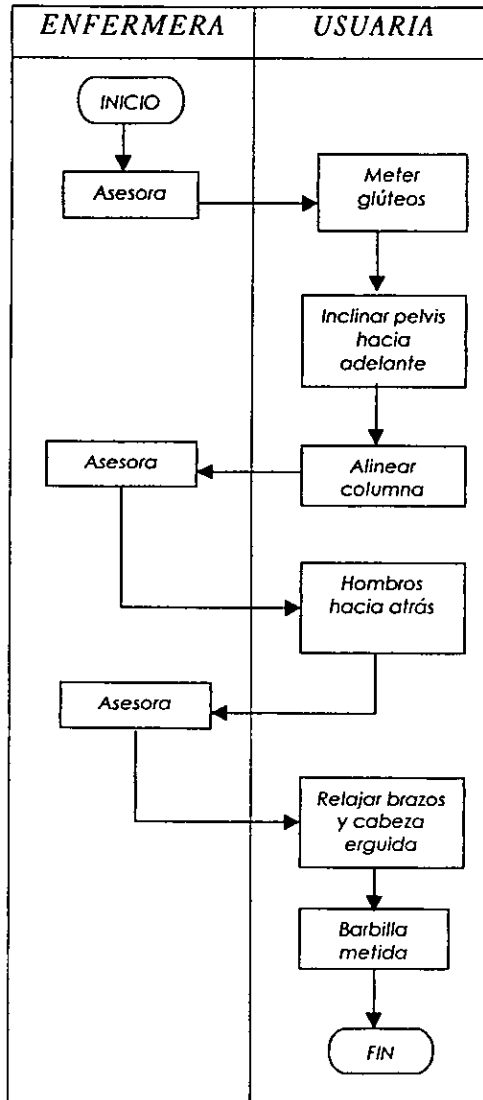 ENFERMERA
USUARIA
INICIO
Asesora
Meter
glúteos
Inclinar pelvis
hacia
adelante
Alinear
columna
Asesora
Hombros
hacia atrás
Asesora
Relajar brazos
y cabeza
erguida
Barbilla
metida
FIN